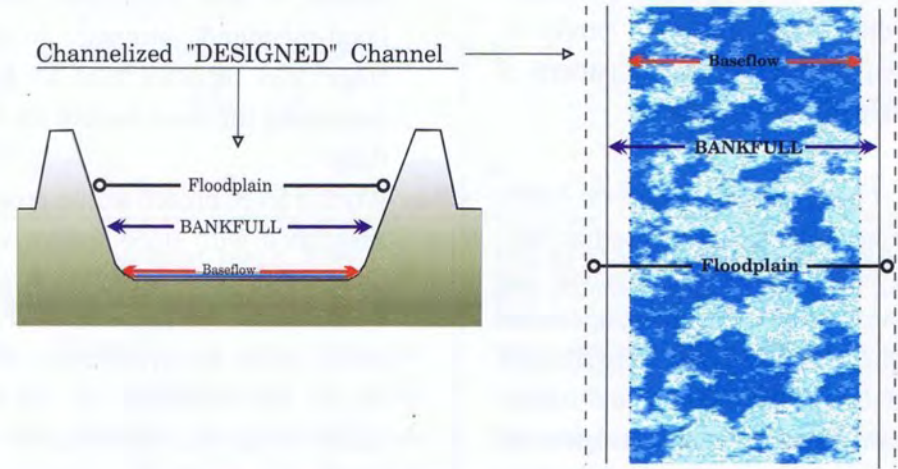 Channelized "DESIGNED" Channel
Floodplain
BANKFULL
Baseflow
Baseflow
BANKFULL
Floodplain